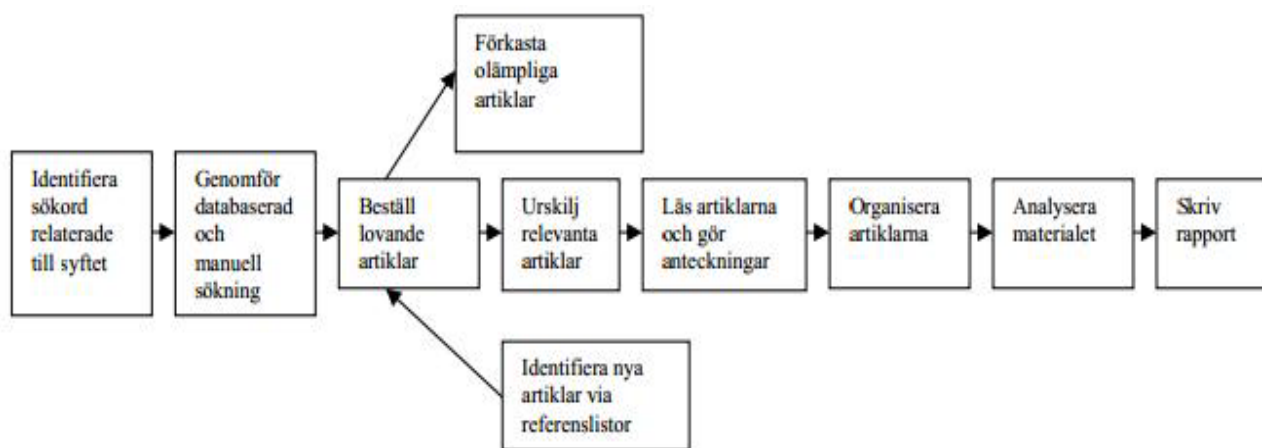 Förkasta
olämpliga
artiklar
Identifiera
sökord
relaterade
till syftet
Genomför
databaserad
och
manuell
sökning
Beställ
lovande
artiklar
Urskilj
relevanta
artiklar
Läs artiklarna
och gör
anteckningar
Organisera
artiklarna
Analysera
materialet
Skriv
rapport
Identifiera nya
artiklar via
referenslistor